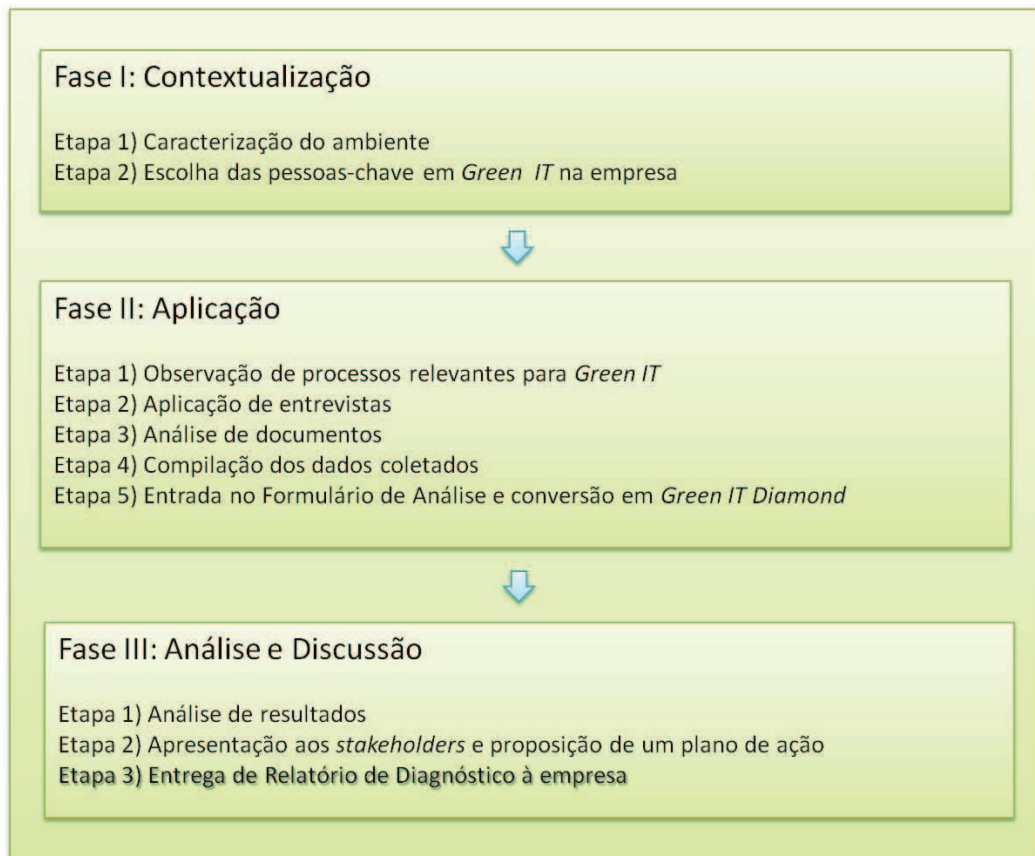 Fase I: Contextualização
Etapa 1) Caracterização do ambiente
Etapa 2) Escolha das pessoas-chave em Green IT na empresa
Fase II: Aplicação
Etapa 1) Observação de processos relevantes para Green IT
Etapa 2) Aplicação de entrevistas
Etapa 3) Análise de documentos
Etapa 4) Compilação dos dados coletados
Etapa 5) Entrada no Formulário de Análise e conversão em Green IT Diamond
Fase III: Análise e Discussão
Etapa 1) Análise de resultados
Etapa 2) Apresentação aos stakeholders e proposição de um plano de ação
Etapa 3) Entrega de Relatório de Diagnóstico à empresa